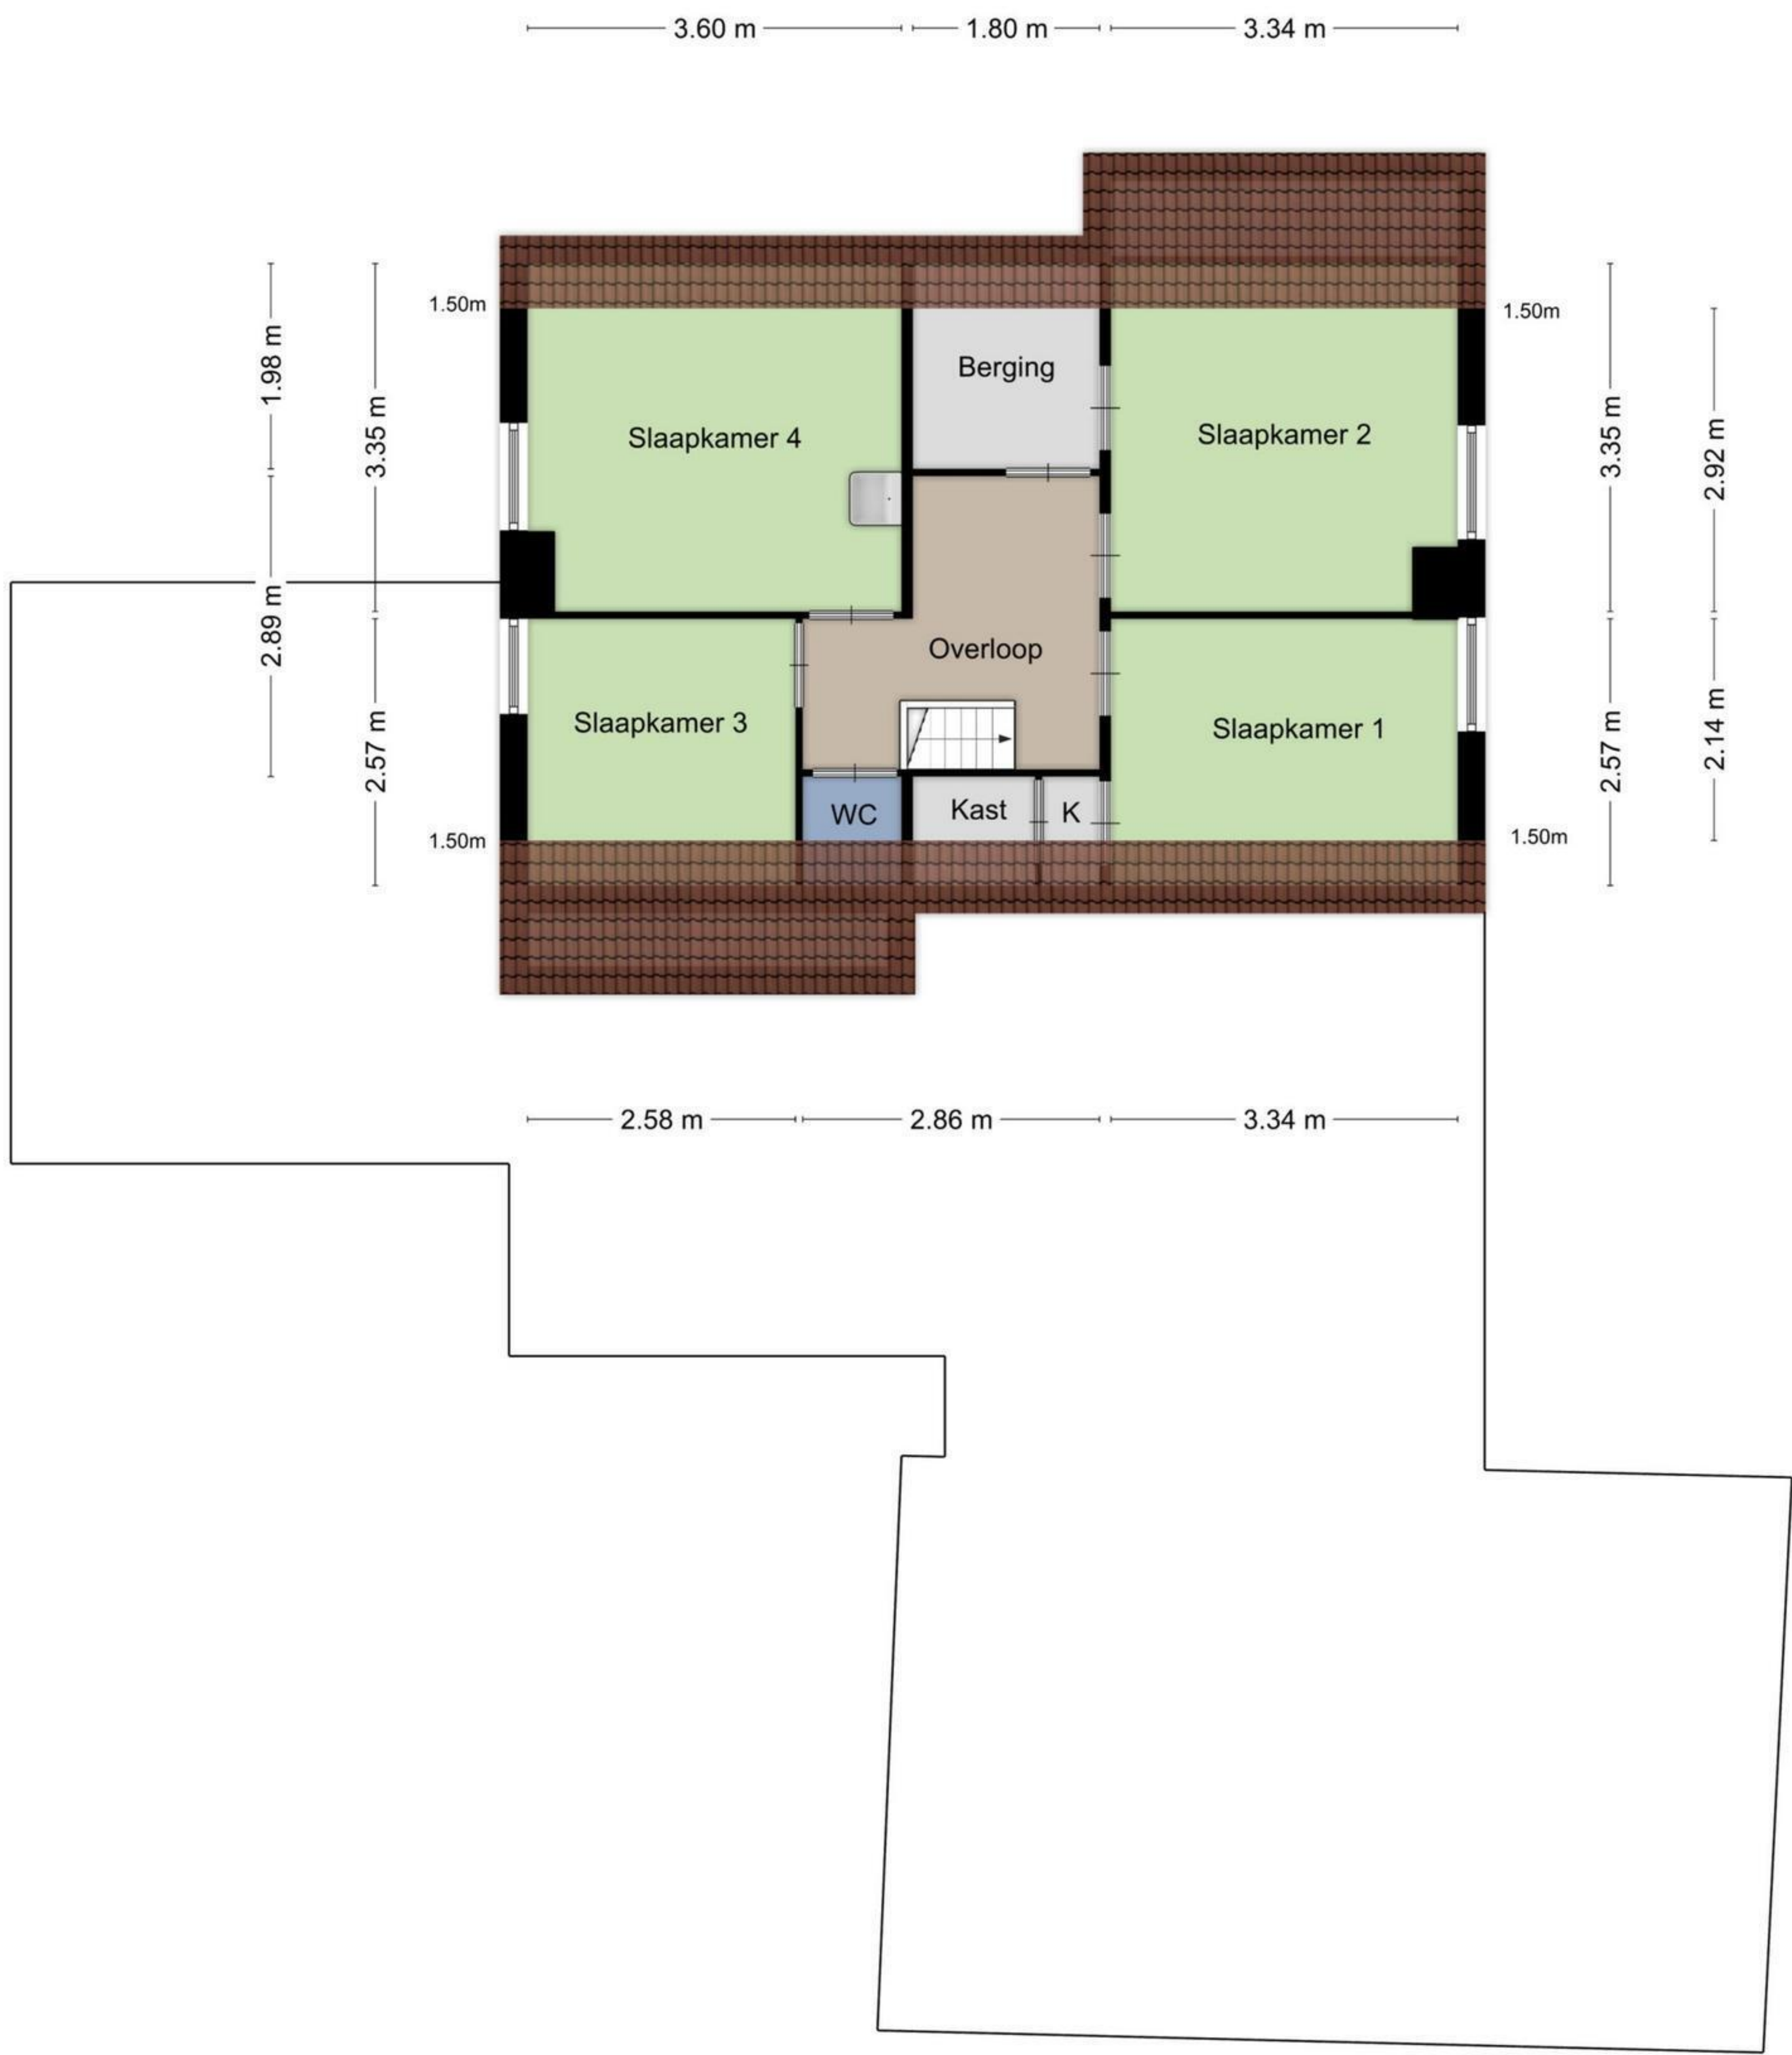 3.60 m 1.80 m 3.34 m
1.50m
1.50m
1.98 m
3.35 m
Berging
Slaapkamer 4
Slaapkamer 2
3.35 m
2.92 m
2.89 m
Overloop
2.57 m
Slaapkamer 3
Slaapkamer 1
2.57 m
2.14 m
WC
Kast
K
1.50m
1.50m
2.58 m 2.86 m 3.34 m